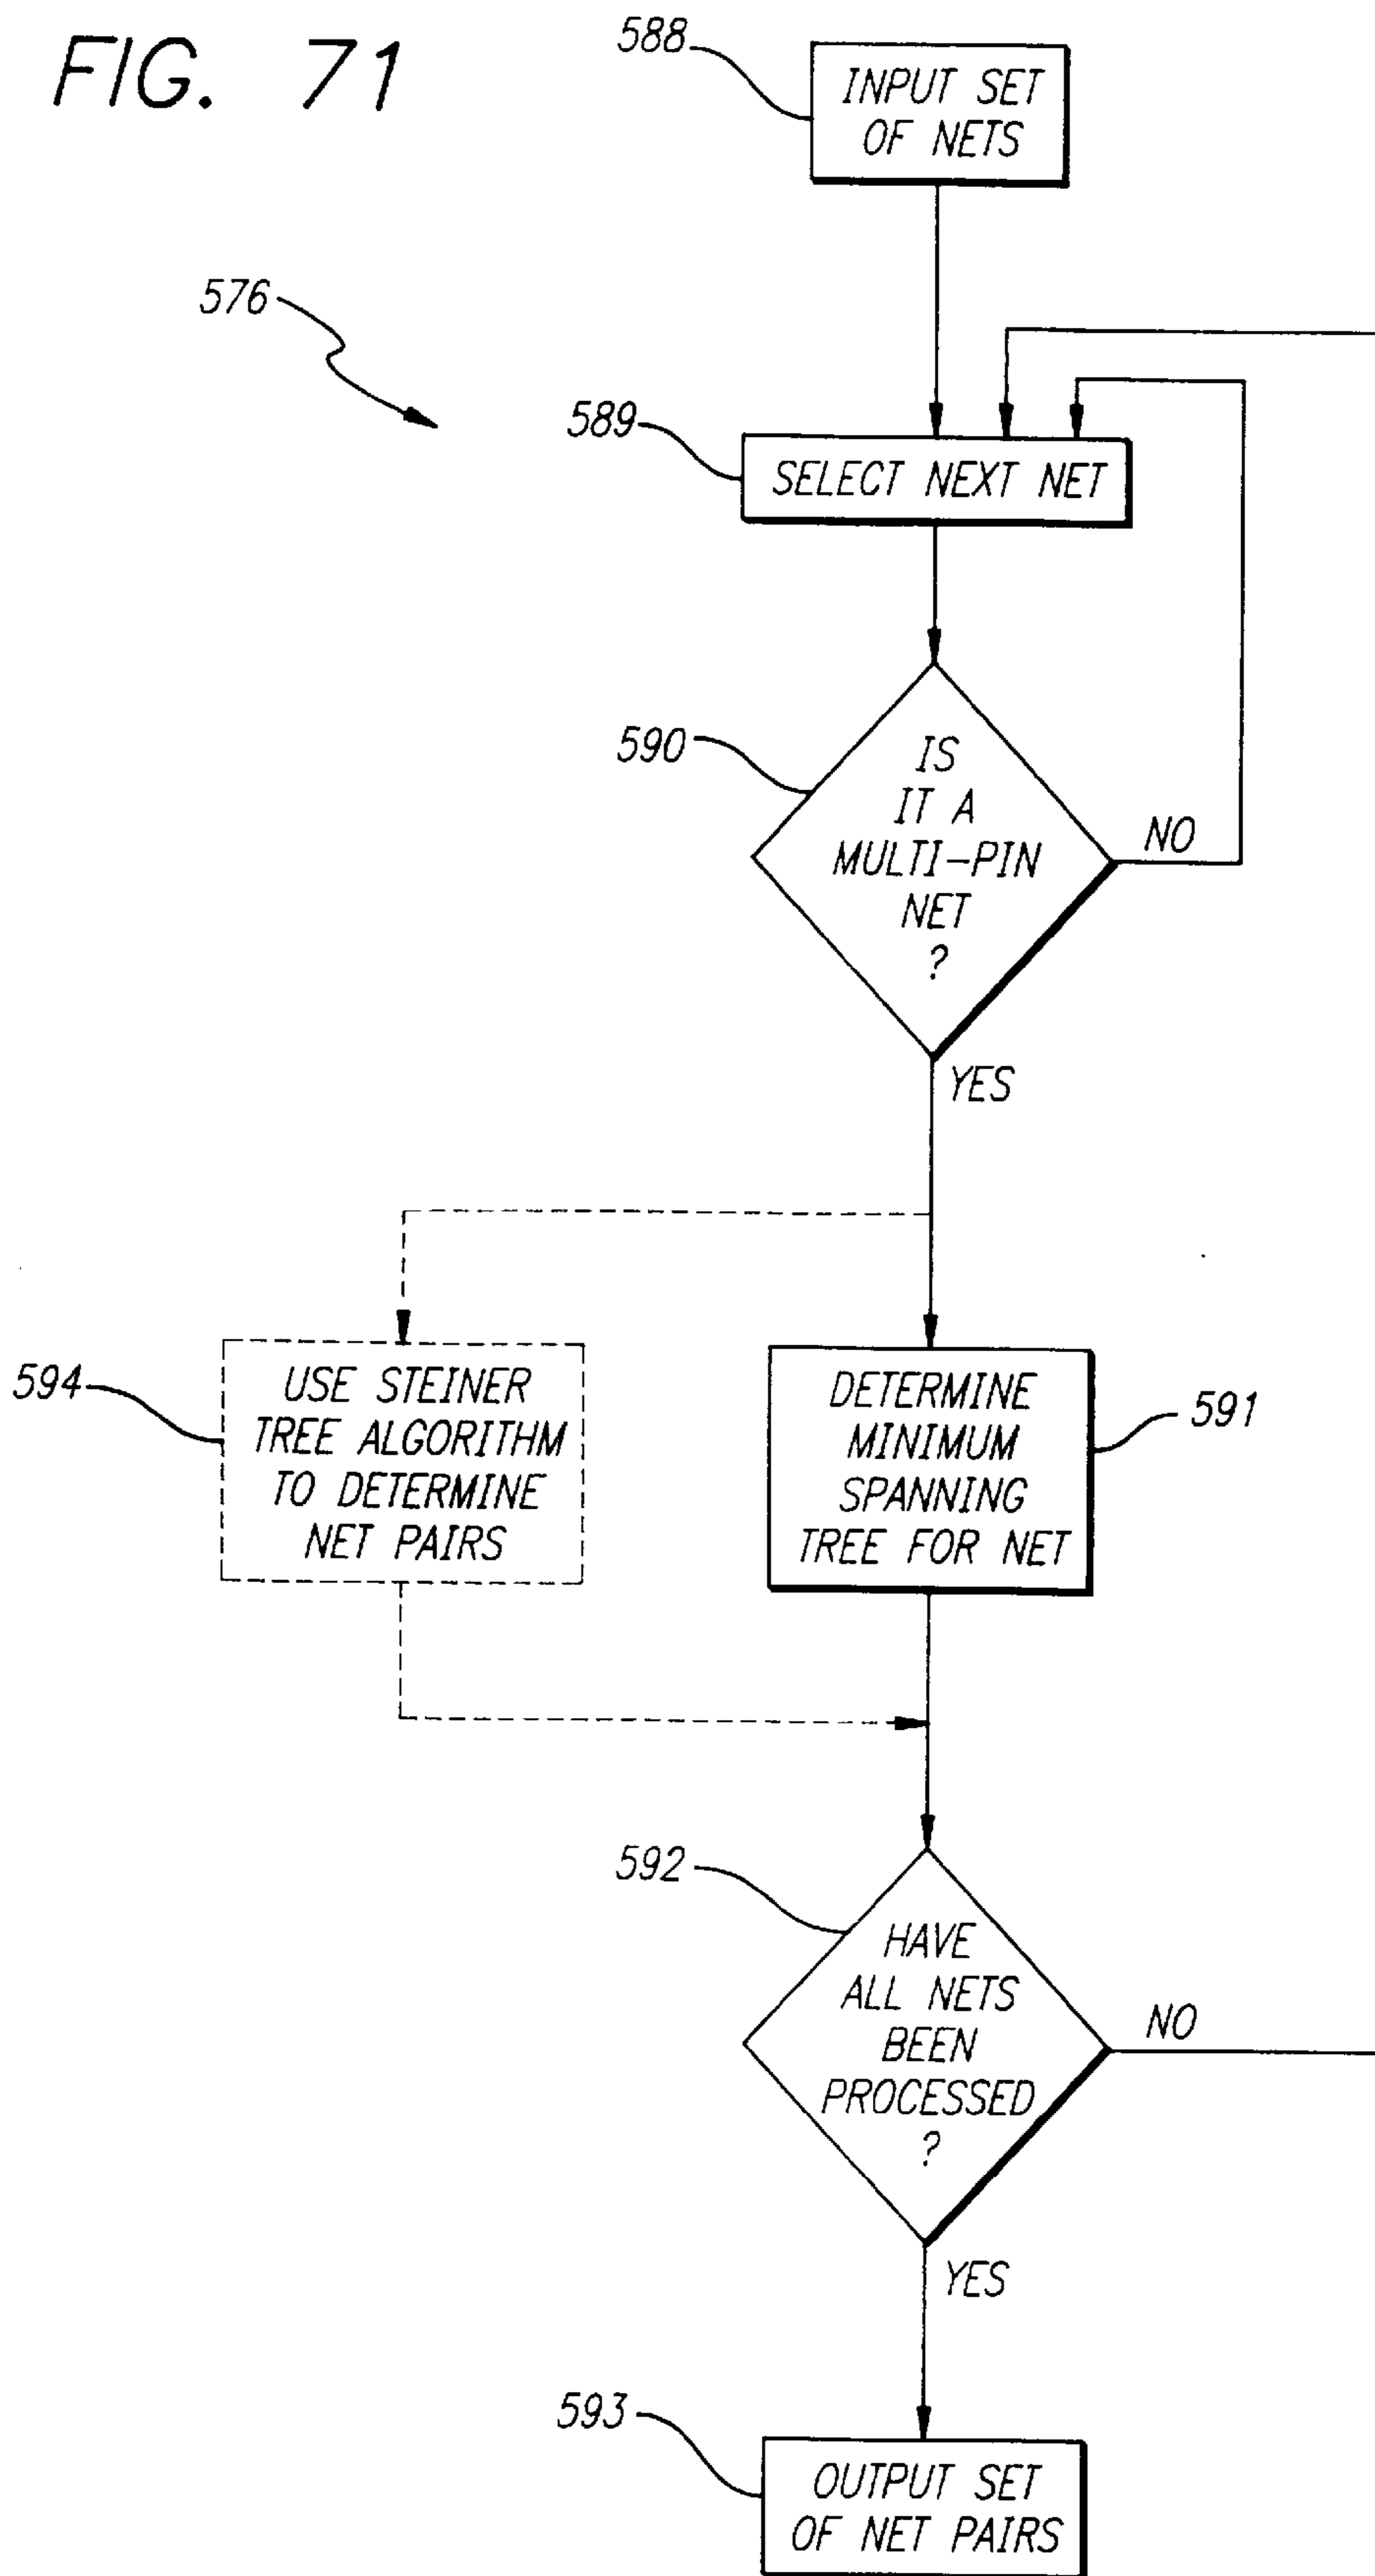 FIG. 71
588
INPUT SET
OF NETS
576
589
SELECT NEXT NET
590
IS
IT A
MULTI-PIN
NET
?
NO
YES
594
USE STEINER
TREE ALGORITHM
TO DETERMINE
NET PAIRS
DETERMINE
MINIMUM
SPANNING
TREE FOR NET
591
592
HAVE
ALL NETS
BEEN
PROCESSED
?
NO
YES
593
OUTPUT SET
OF NET PAIRS